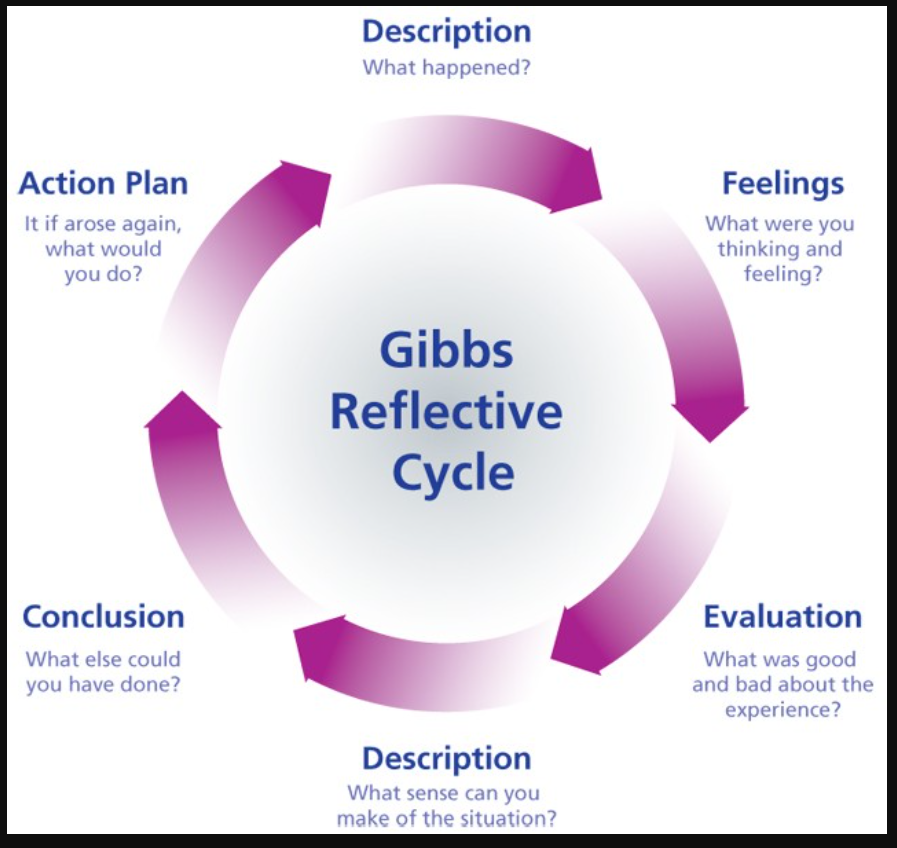 Description
What happened?
Feelings
What were you
thinking and
feeling?
Evaluation
What was good
and bad about the
experience?
Description
What sense can you
make of the situation?
Conclusion
What else could
you have done?
Action Plan
It if arose again,
what would
you do?
Gibbs
Reflective
Cycle